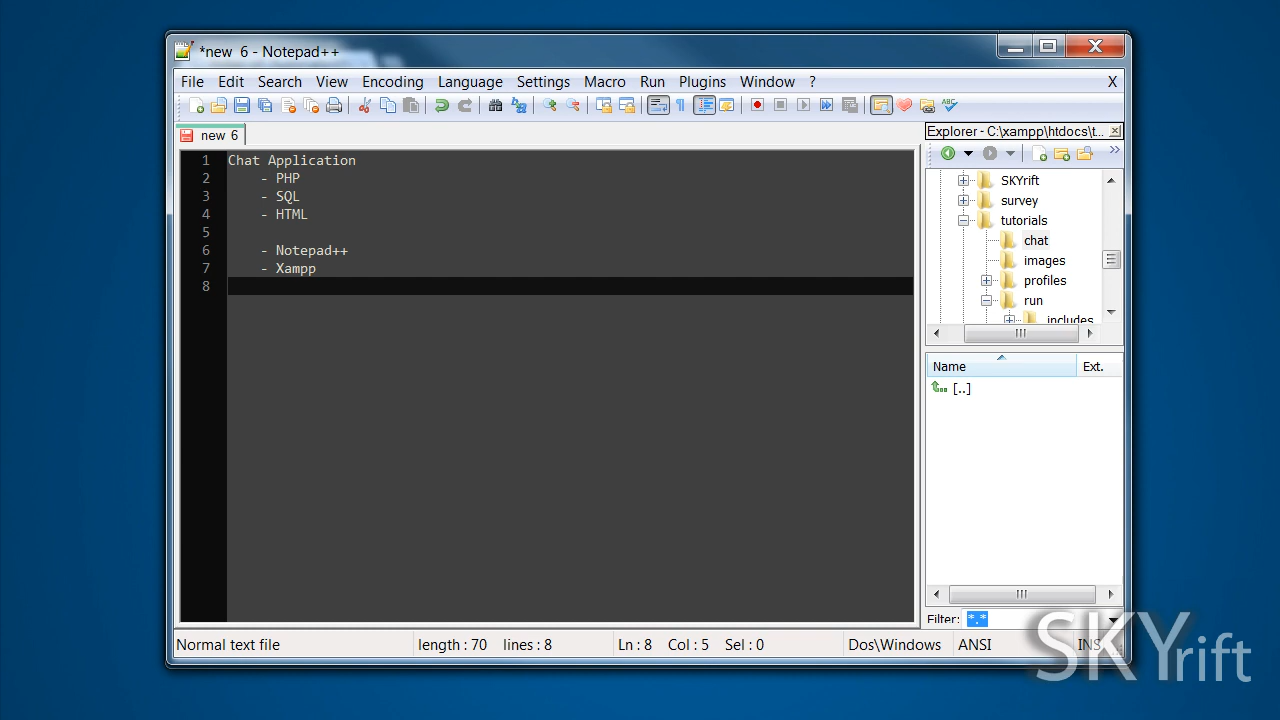 *new  6 - Notepad++
File Edit Search View Encoding Language Settings Macro Run Plugins Window ? X
new 6
1 Chat Application
2 - PHP
3 - SQL
4 - HTML
5
6 - Notepad++
7 - Xampp
8
Explorer - C:\xampp\htdocs\t...
SKYrift
survey
tutorials
chat
images
profiles
run
includes
Name Ext.
[..]
Filter: *.*
Normal text file length : 70 lines : 8 Ln : 8 Col : 5 Sel : 0 Dos\Windows ANSI INS
SKYrift